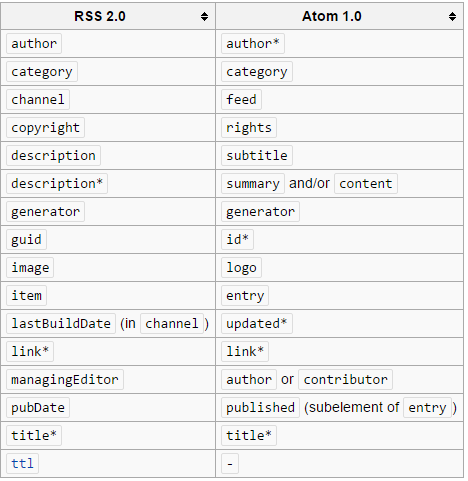 RSS 2.0 Atom 1.0
author author*
category category
channel feed
copyright rights
description subtitle
description* summary and/or content
generator generator
guid id*
image logo
item entry
lastBuildDate (in channel) updated*
link* link*
managingEditor author or contributor
pubDate published (subelement of entry)
title* title*
ttl -